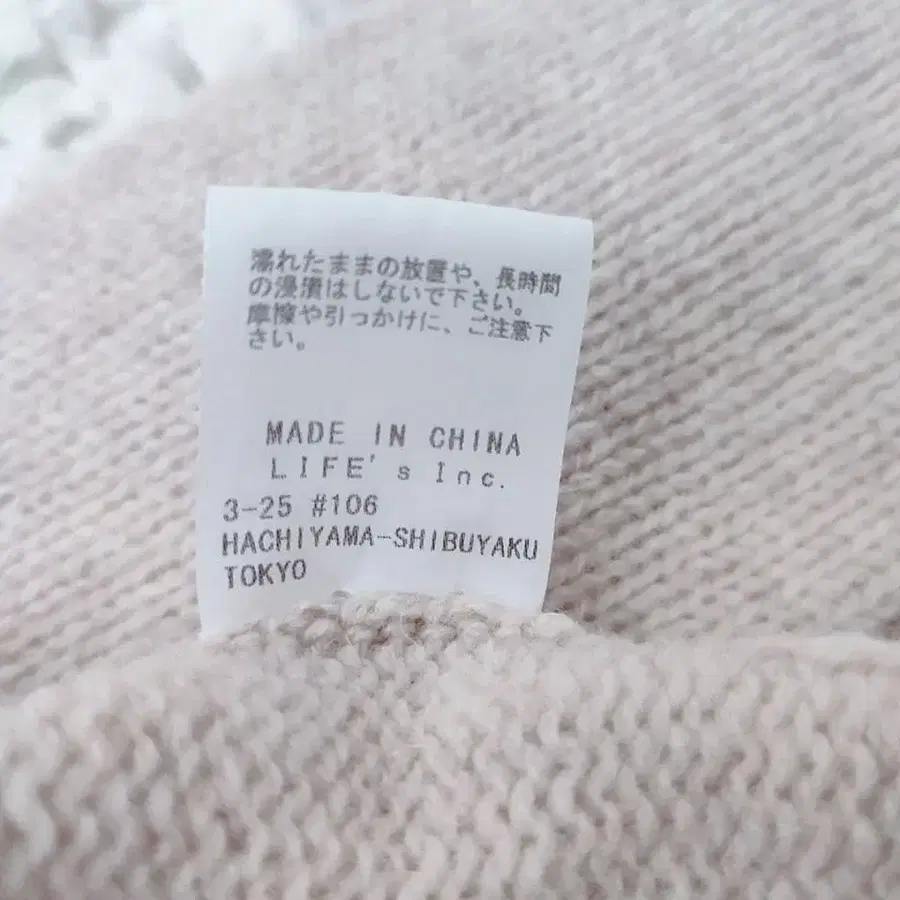 濡れたままの放置や、長時間
の浸漬はしないで下さい。
摩擦や引っかけに、ご注意下
さい。
MADE IN CHINA
LIFE's Inc.
3-25 #106
HACHIYAMA-SHIBUYAKU
TOKYO